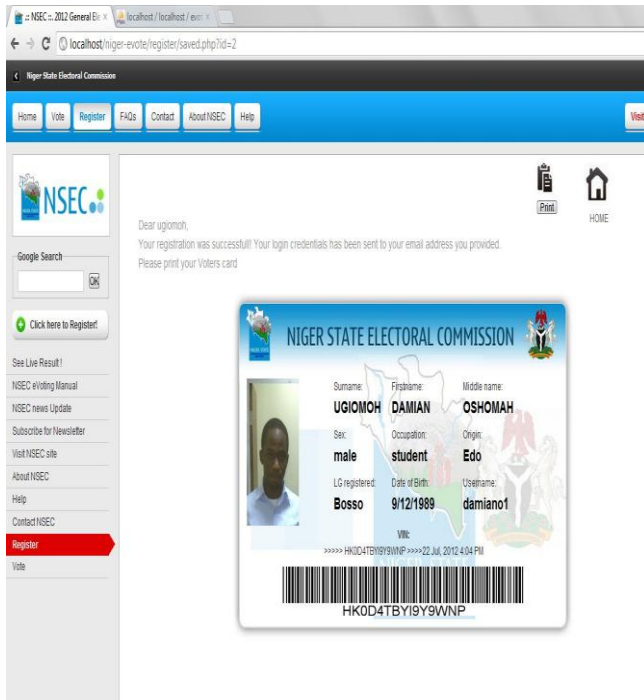 .:: NSEC ::. 2012 General Ele ×
localhost / localhost / evot ×
localhost/niger-evote/register/saved.php?id=2
Niger State Electoral Commission
Home Vote Register FAQs Contact About NSEC Help Visit
NSEC
Print
HOME
Dear ugiomoh,
Your registration was successful! Your login credentials has been sent to your email address you provided.
Please print your Voters card
Google Search
OK
Click here to Register!
See Live Result !
NSEC eVoting Manual
NSEC news Update
Subscribe for Newsletter
Visit NSEC site
About NSEC
Help
Contact NSEC
Register
Vote
NIGER STATE ELECTORAL COMMISSION
Surname: Firstname: Middle name:
UGIOMOH DAMIAN OSHOMAH
Sex: Occupation: Origin:
male student Edo
LG registered: Date of Birth: Username:
Bosso 9/12/1989 damiano1
VIN:
>>>>> HK0D4TBYI9Y9WNP >>>>22 Jul, 2012 4:04 PM
HK0D4TBYI9Y9WNP